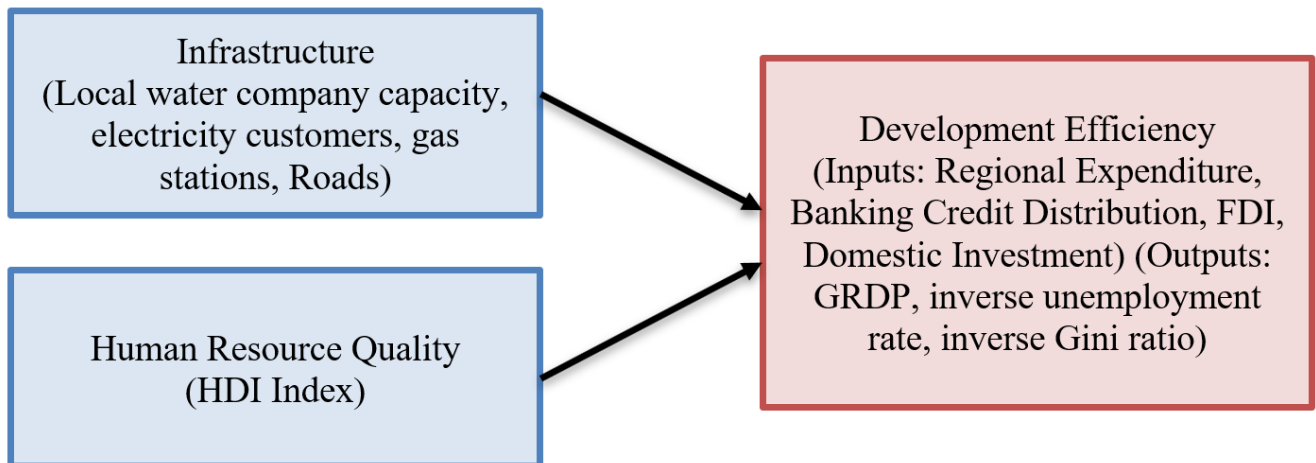 Infrastructure
(Local water company capacity,
electricity customers, gas
stations, Roads)
Human Resource Quality
(HDI Index)
Development Efficiency
(Inputs: Regional Expenditure,
Banking Credit Distribution, FDI,
Domestic Investment) (Outputs:
GRDP, inverse unemployment
rate, inverse Gini ratio)